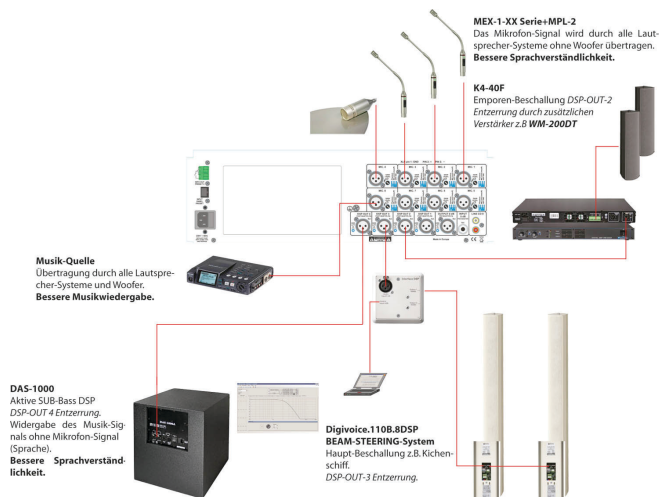 MEX-1-XX Serie+MPL-2
Das Mikrofon-Signal wird durch alle Laut-
sprecher-Systeme ohne Woofer übertragen.
Bessere Sprachverständlichkeit.
K4-40F
Emporen-Beschallung DSP-OUT-2
Entzerrung durch zusätzlichen
Verstärker z.B WM-200DT
Musik-Quelle
Übertragung durch alle Lautspre-
cher-Systeme und Woofer.
Bessere Musikwiedergabe.
DAS-1000
Aktive SUB-Bass DSP
DSP-OUT 4 Entzerrung.
Widergabe des Musik-Sig-
nals ohne Mikrofon-Signal
(Sprache).
Bessere Sprachverständ-
lichkeit.
Digivoice.110B.8DSP
BEAM-STEERING-System
Haupt-Beschallung z.B. Kichen-
schiff.
DSP-OUT-3 Entzerrung.